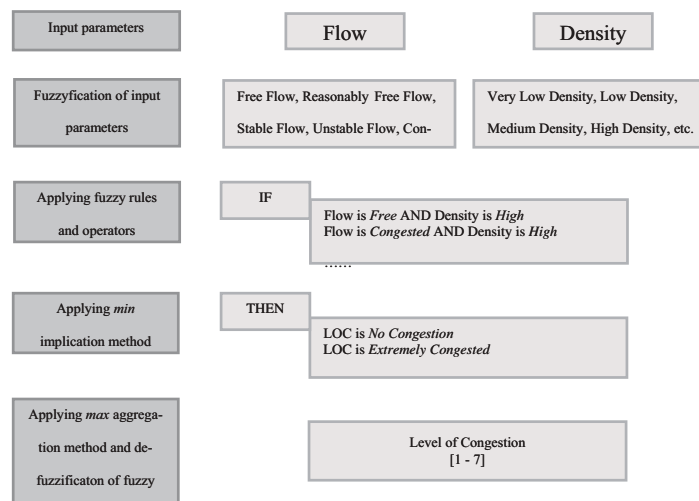 Input parameters
Flow
Density
Fuzzyfication of input
parameters
Free Flow, Reasonably Free Flow,
Stable Flow, Unstable Flow, Con-
Very Low Density, Low Density,
Medium Density, High Density, etc.
Applying fuzzy rules
and operators
IF
Flow is Free AND Density is High
Flow is Congested AND Density is High
......
Applying min
implication method
THEN
LOC is No Congestion
LOC is Extremely Congested
Applying max aggrega-
tion method and de-
fuzzificaton of fuzzy
Level of Congestion
[1 - 7]